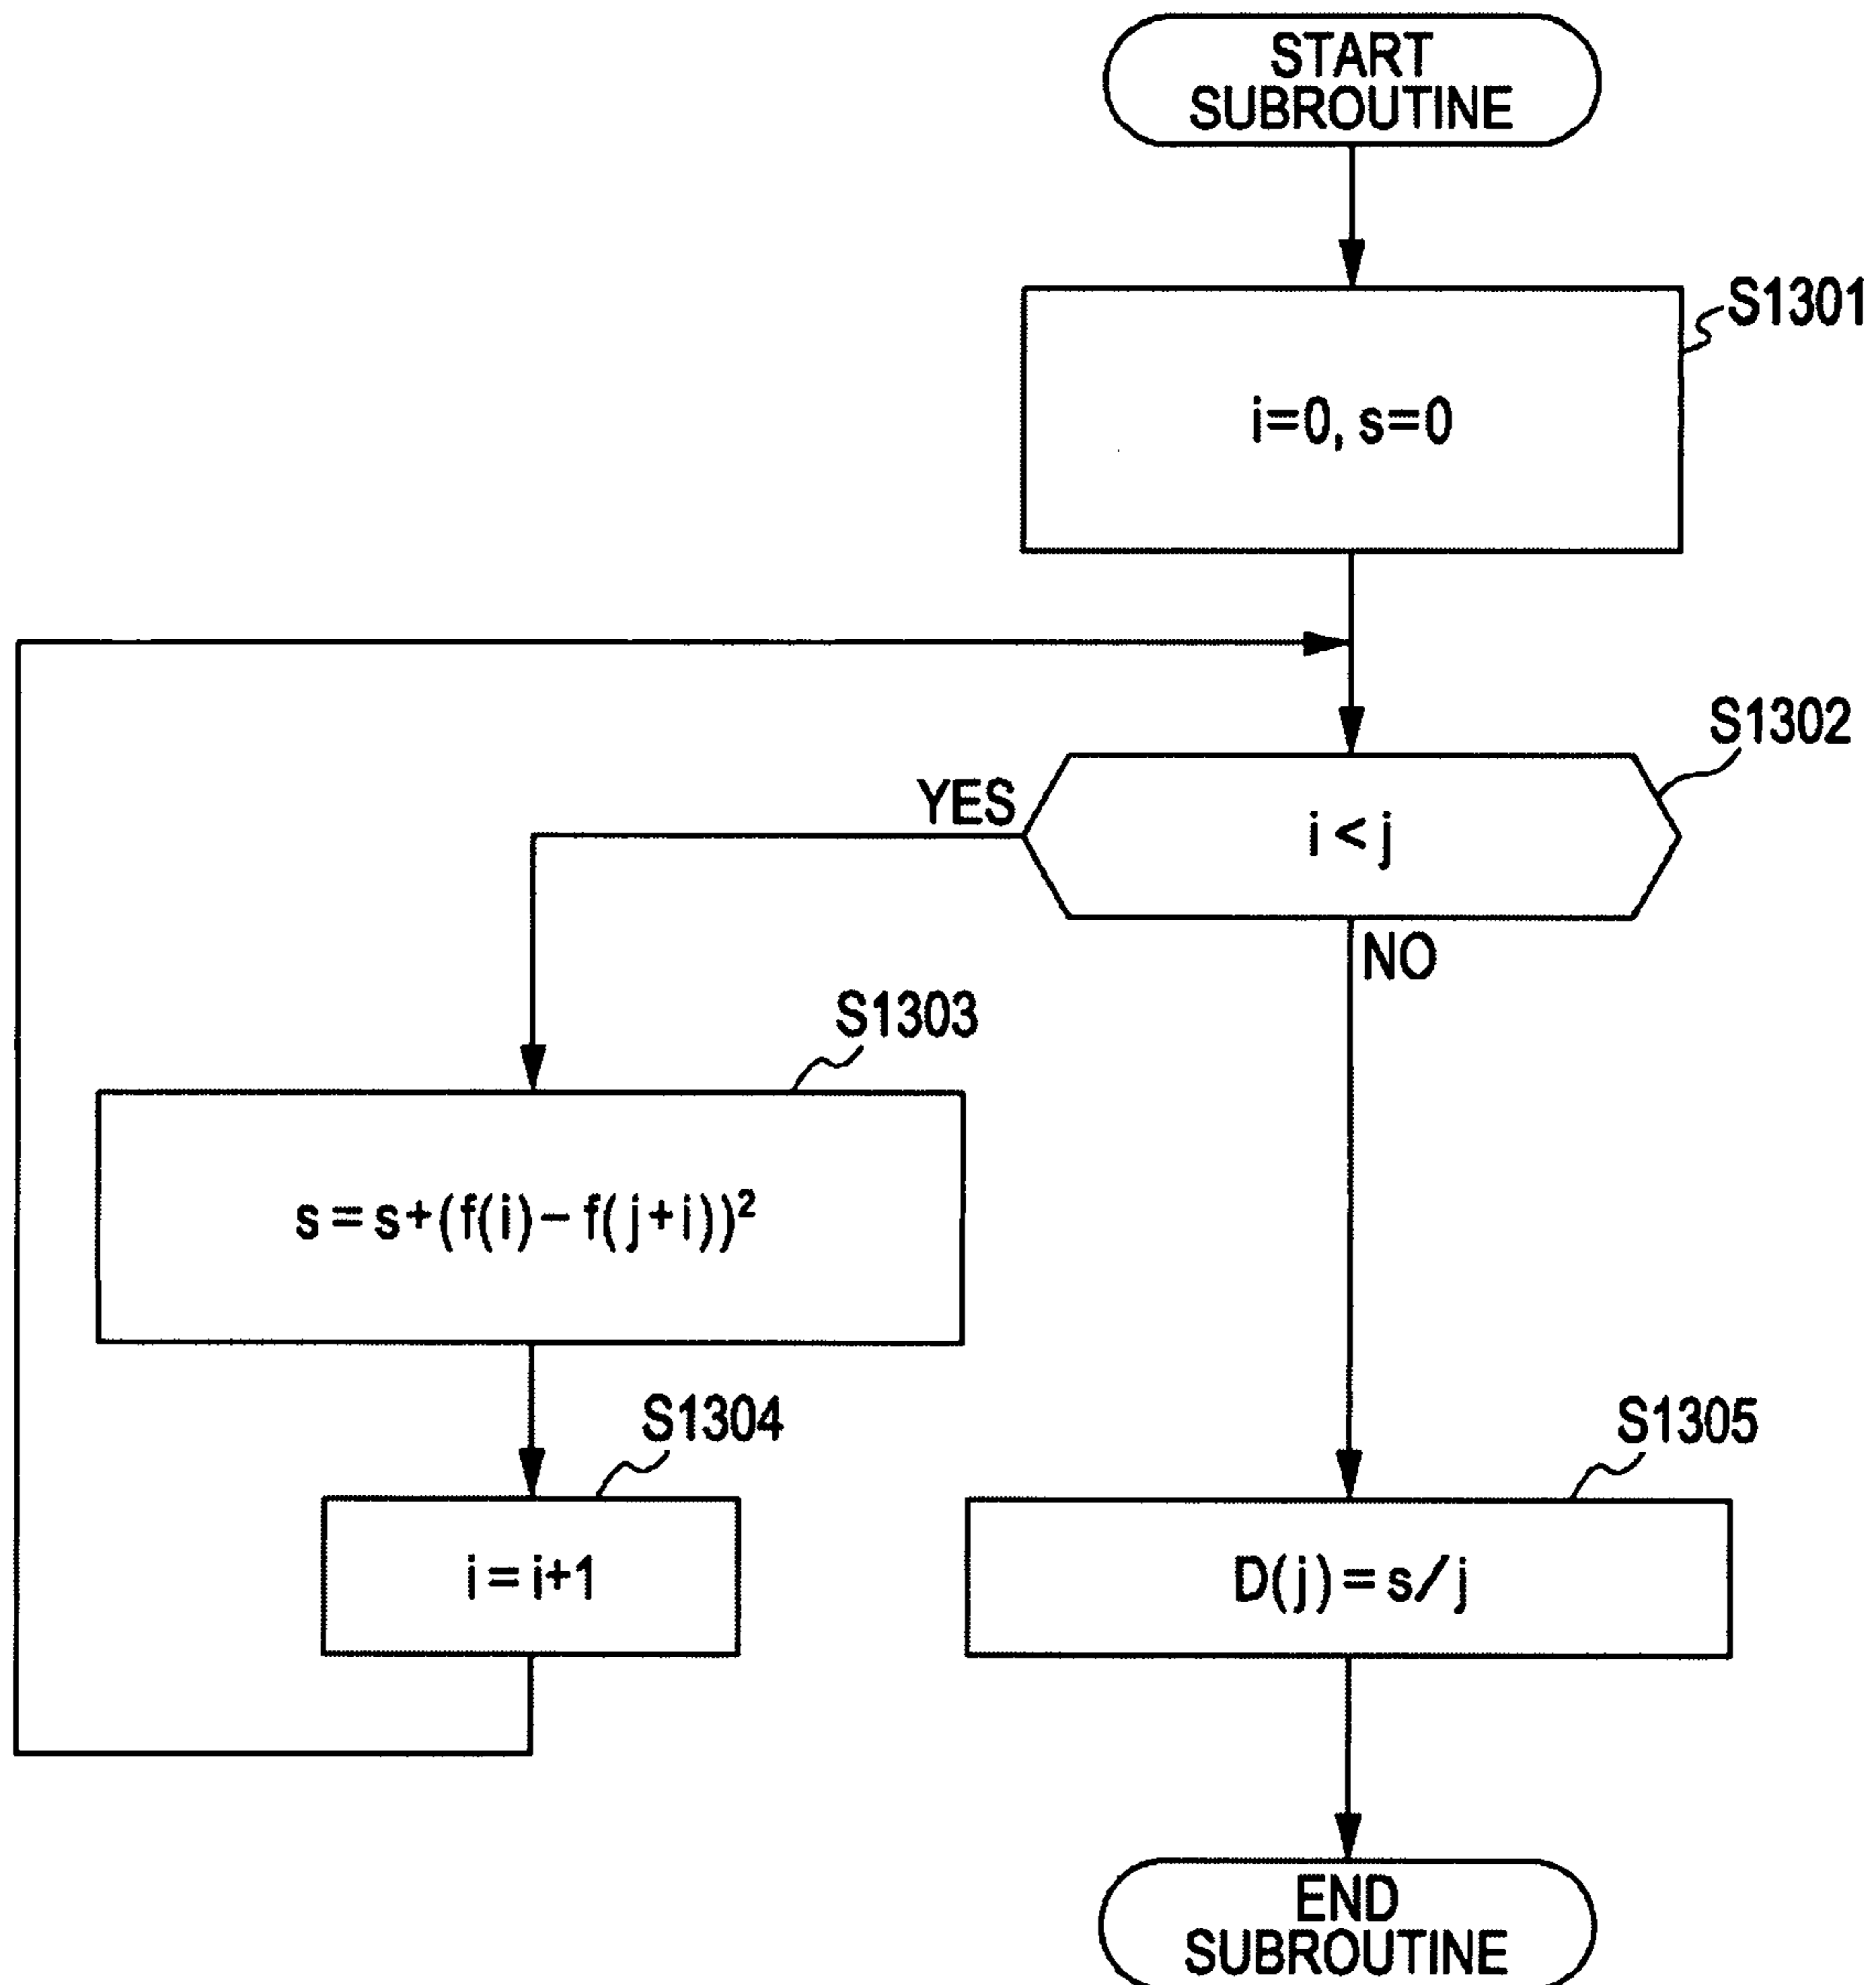 START
SUBROUTINE
S1301
i=0, s=0
S1302
YES
i < j
NO
S1303
s = s+(f(i)− f(j+i))²
S1304
i = i+1
S1305
D(j) = s/j
END
SUBROUTINE